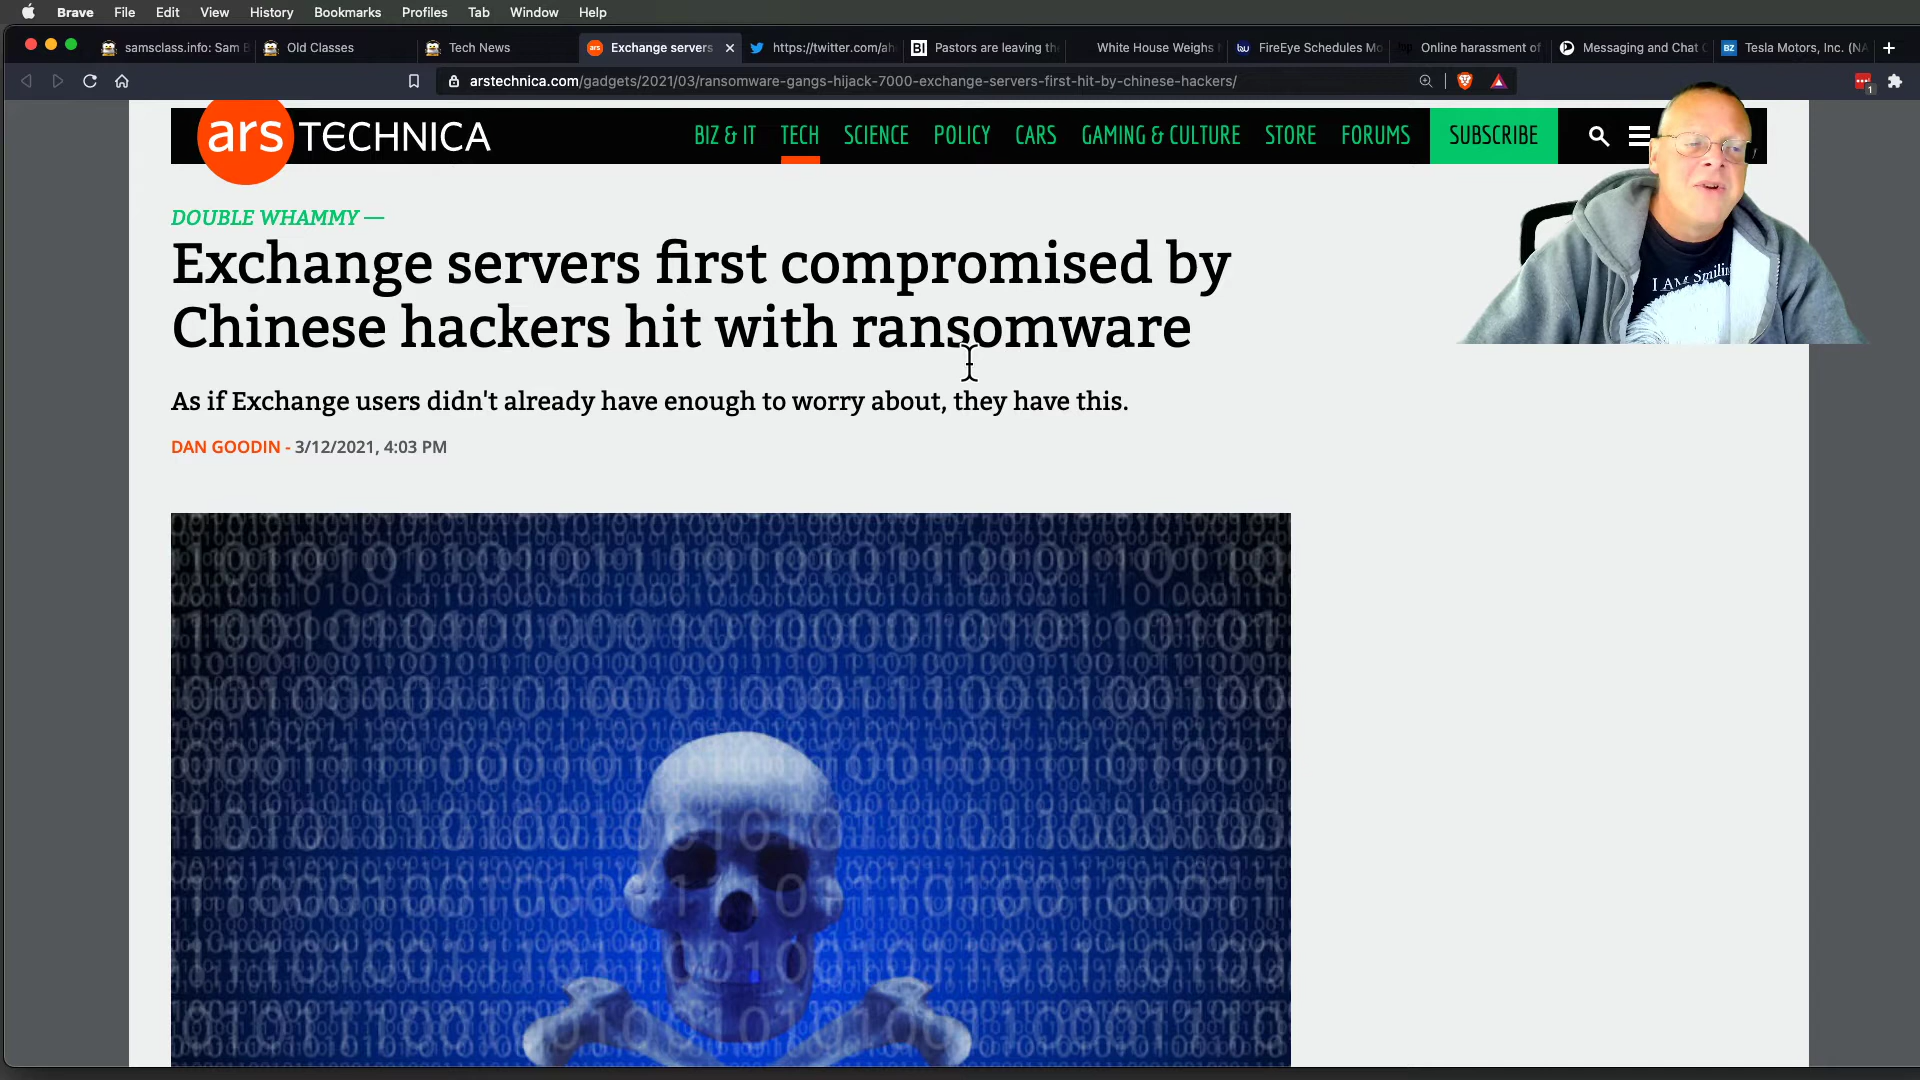 Brave File Edit View History Bookmarks Profiles Tab Window Help
samsclass.info: Sam B Old Classes Tech News Exchange servers https://twitter.com/ah Pastors are leaving th White House Weighs FireEye Schedules Mo Online harassment of Messaging and Chat Tesla Motors, Inc. (NA
arstechnica.com/gadgets/2021/03/ransomware-gangs-hijack-7000-exchange-servers-first-hit-by-chinese-hackers/
ars TECHNICA BIZ & IT TECH SCIENCE POLICY CARS GAMING & CULTURE STORE FORUMS SUBSCRIBE
DOUBLE WHAMMY —
Exchange servers first compromised by
Chinese hackers hit with ransomware
As if Exchange users didn't already have enough to worry about, they have this.
DAN GOODIN - 3/12/2021, 4:03 PM
I AM Smilin